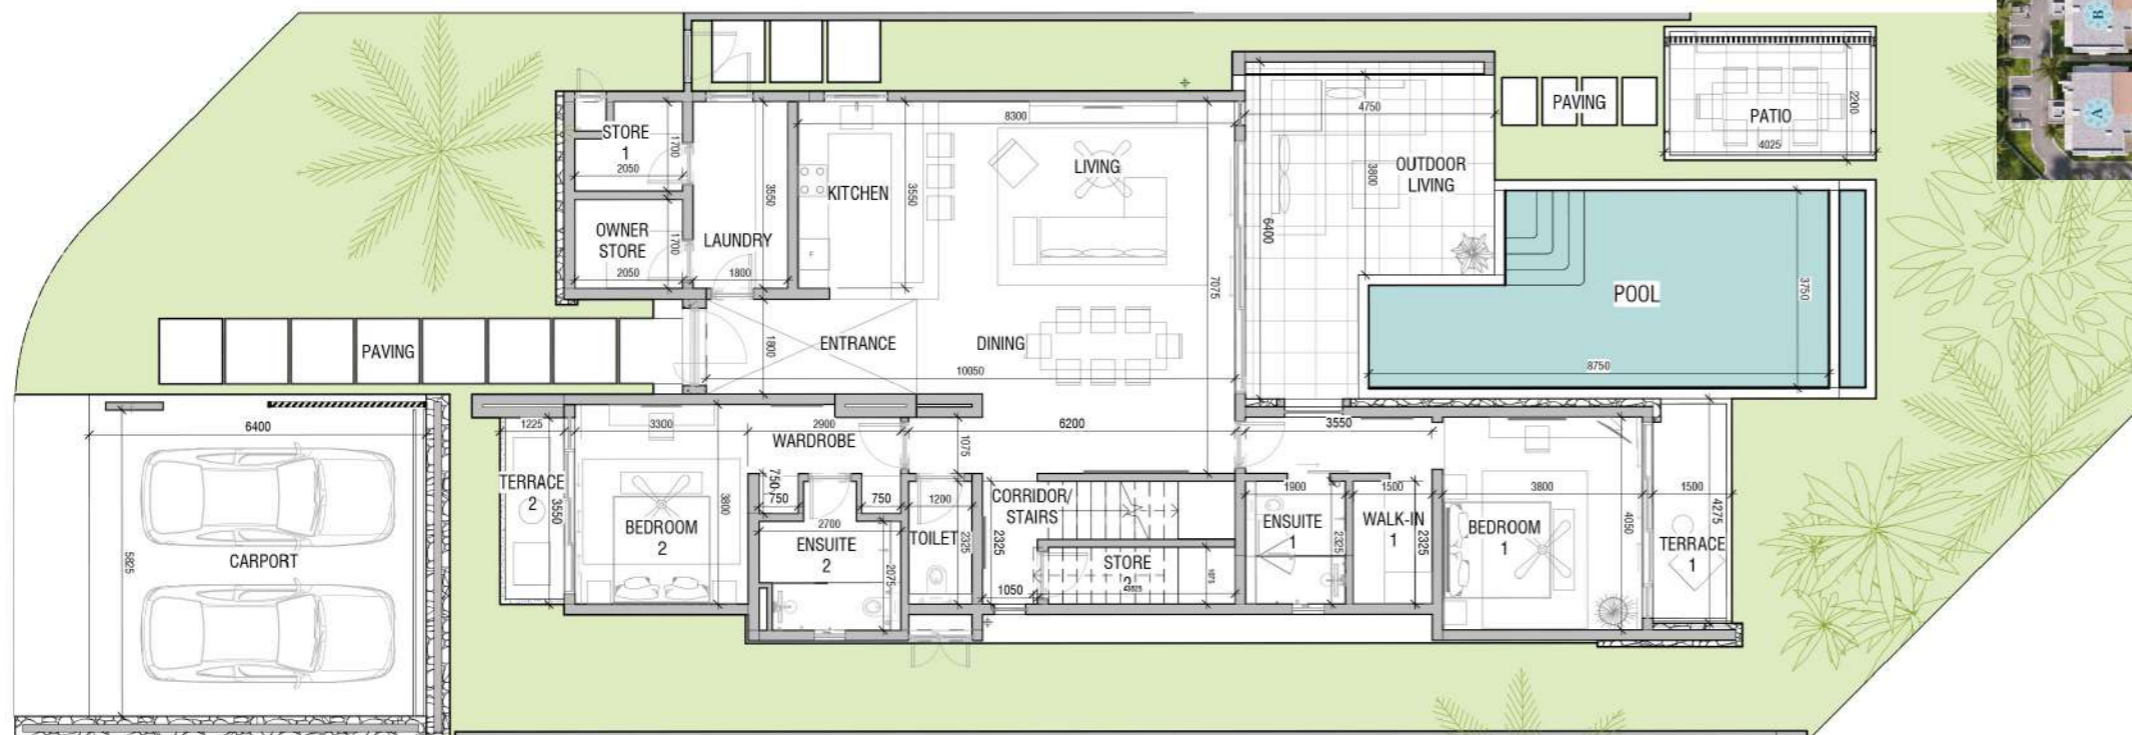 B
A
PATIO
2200
4025
PAVING
4750
OUTDOOR
LIVING
3800
6400
8300
LIVING
KITCHEN
3550
STORE
1
1700
2050
OWNER
STORE
1700
2050
LAUNDRY
3550
1800
7075
POOL
3750
8750
PAVING
ENTRANCE
1800
DINING
10050
6400
5825
CARPORT
1225
TERRACE
2
3550
3300
2900
WARDROBE
3800
BEDROOM
2
750
750
750
2700
ENSUITE
2
2075
1075
1200
TOILET
2325
6200
CORRIDOR/
STAIRS
2325
1050
STORE
1075
3550
1900
ENSUITE
1
2325
1500
WALK-IN
1
2325
3800
BEDROOM
1
4050
1500
4275
TERRACE
1
F